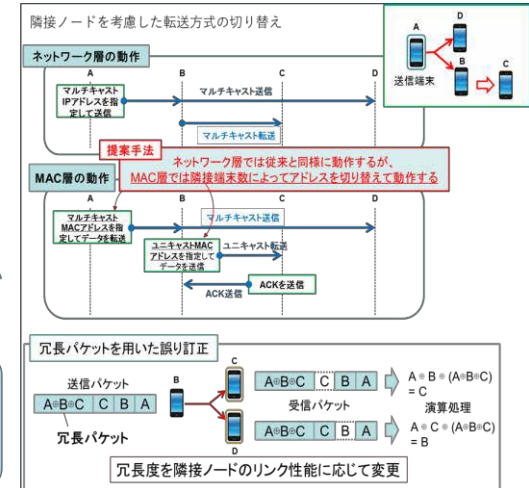 隣接ノードを考慮した転送方式の切り替え
D
A
送信端末
B
C
ネットワーク層の動作
A
B
C
D
マルチキャスト
IPアドレスを指
定して送信
マルチキャスト送信
マルチキャスト転送
提案手法
ネットワーク層では従来と同様に動作するが、
MAC層では隣接端末数によってアドレスを切り替えて動作する
MAC層の動作
A
B
C
D
マルチキャスト
MACアドレスを指
定してデータを転送
マルチキャスト送信
ユニキャストMAC
アドレスを指定して
データを送信
ユニキャスト転送
ACKを送信
ACK送信
冗長パケットを用いた誤り訂正
送信パケット
A⊕B⊕C C B A
冗長パケット
B
C
D
A⊕B⊕C C B A
受信パケット
A⊕B⊕C C B A
A⊕B⊕(A⊕B⊕C)
= C
演算処理
A⊕C⊕(A⊕B⊕C)
= B
冗長度を隣接ノードのリンク性能に応じて変更